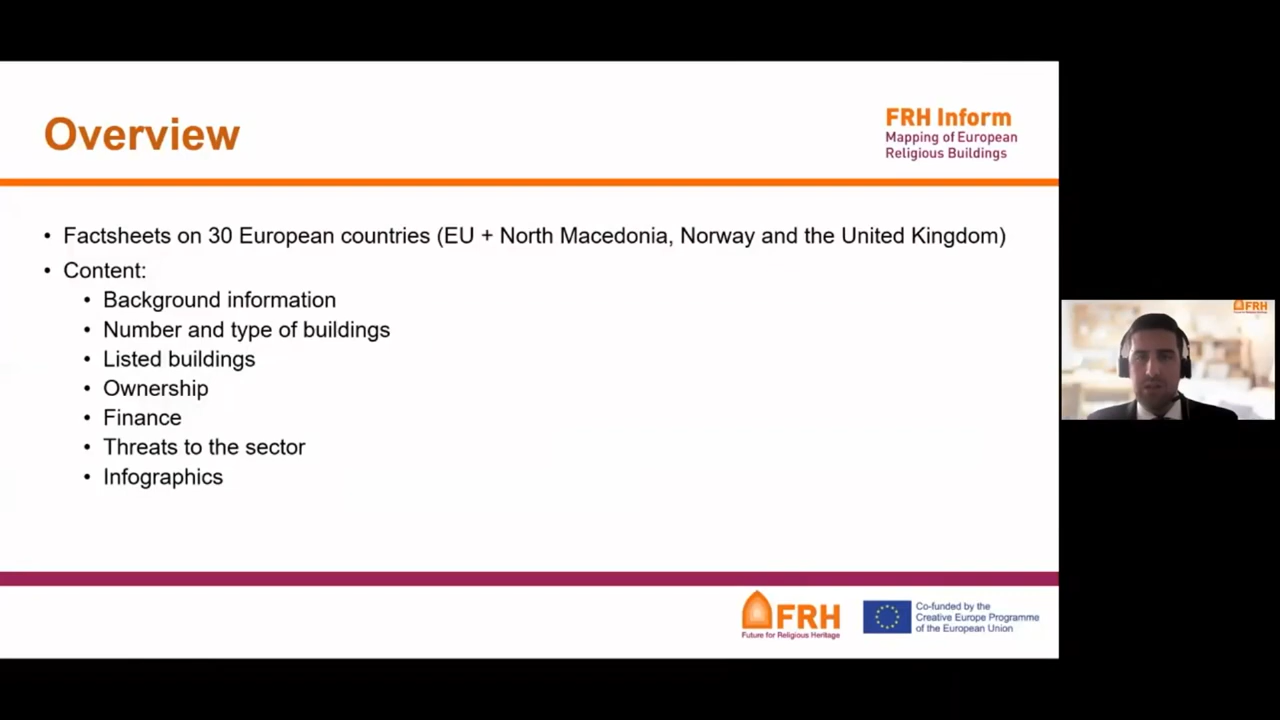 Overview
FRH Inform
Mapping of European
Religious Buildings
• Factsheets on 30 European countries (EU + North Macedonia, Norway and the United Kingdom)
• Content:
• Background information
• Number and type of buildings
• Listed buildings
• Ownership
• Finance
• Threats to the sector
• Infographics
FRH
Future for Religious Heritage
Co-funded by the
Creative Europe Programme
of the European Union
FRH